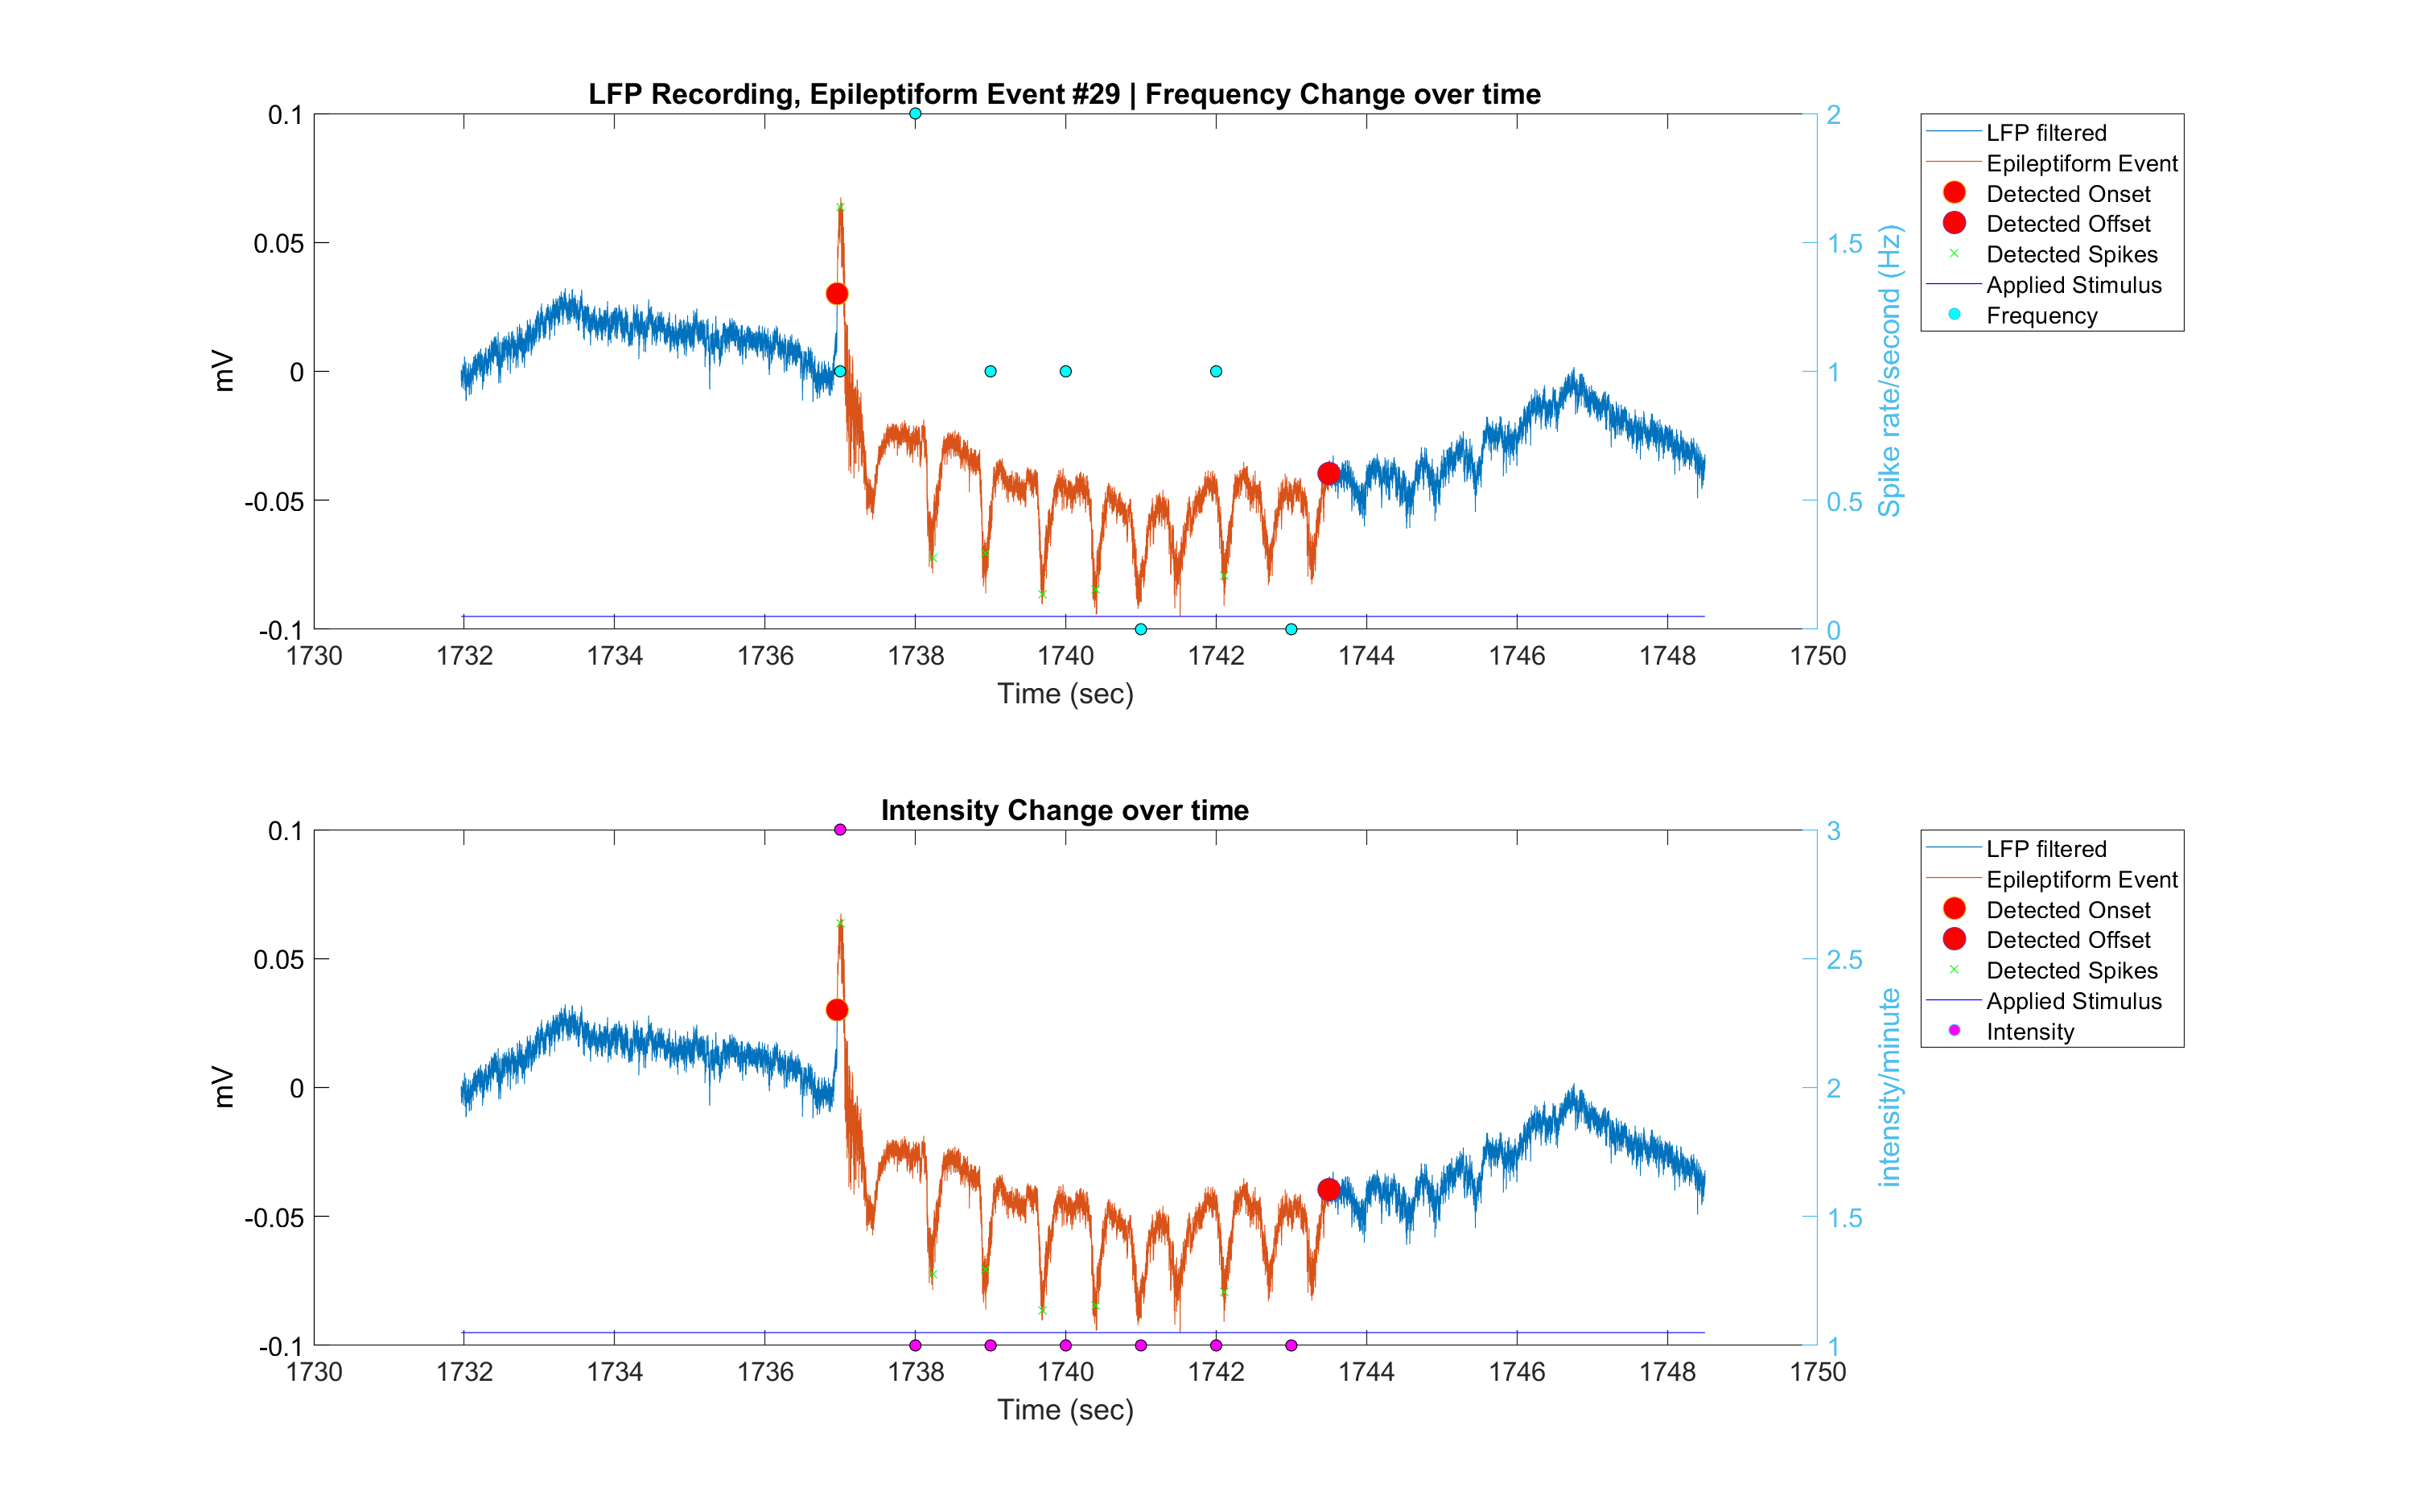 LFP Recording, Epileptiform Event #29 | Frequency Change over time
0.1
0.05
0
-0.05
-0.1
mV
2
1.5
1
0.5
0
Spike rate/second (Hz)
1730 1732 1734 1736 1738 1740 1742 1744 1746 1748 1750
Time (sec)
LFP filtered
Epileptiform Event
Detected Onset
Detected Offset
Detected Spikes
Applied Stimulus
Frequency
Intensity Change over time
0.1
0.05
0
-0.05
-0.1
mV
3
2.5
2
1.5
1
intensity/minute
1730 1732 1734 1736 1738 1740 1742 1744 1746 1748 1750
Time (sec)
LFP filtered
Epileptiform Event
Detected Onset
Detected Offset
Detected Spikes
Applied Stimulus
Intensity